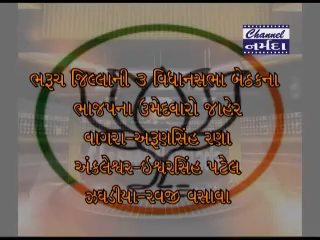 Channel
નર્મદા
ભરૂચ જિલ્લાની ૩ વિધાનસભા બેઠકના
ભાજપના ઉમેદવારો જાહેર
વાગરા-અરૂણસિંહ રણા
અંકલેશ્વર-ઇશ્વરસિંહ પટેલ
ઝઘડીયા-રવજી વસાવા